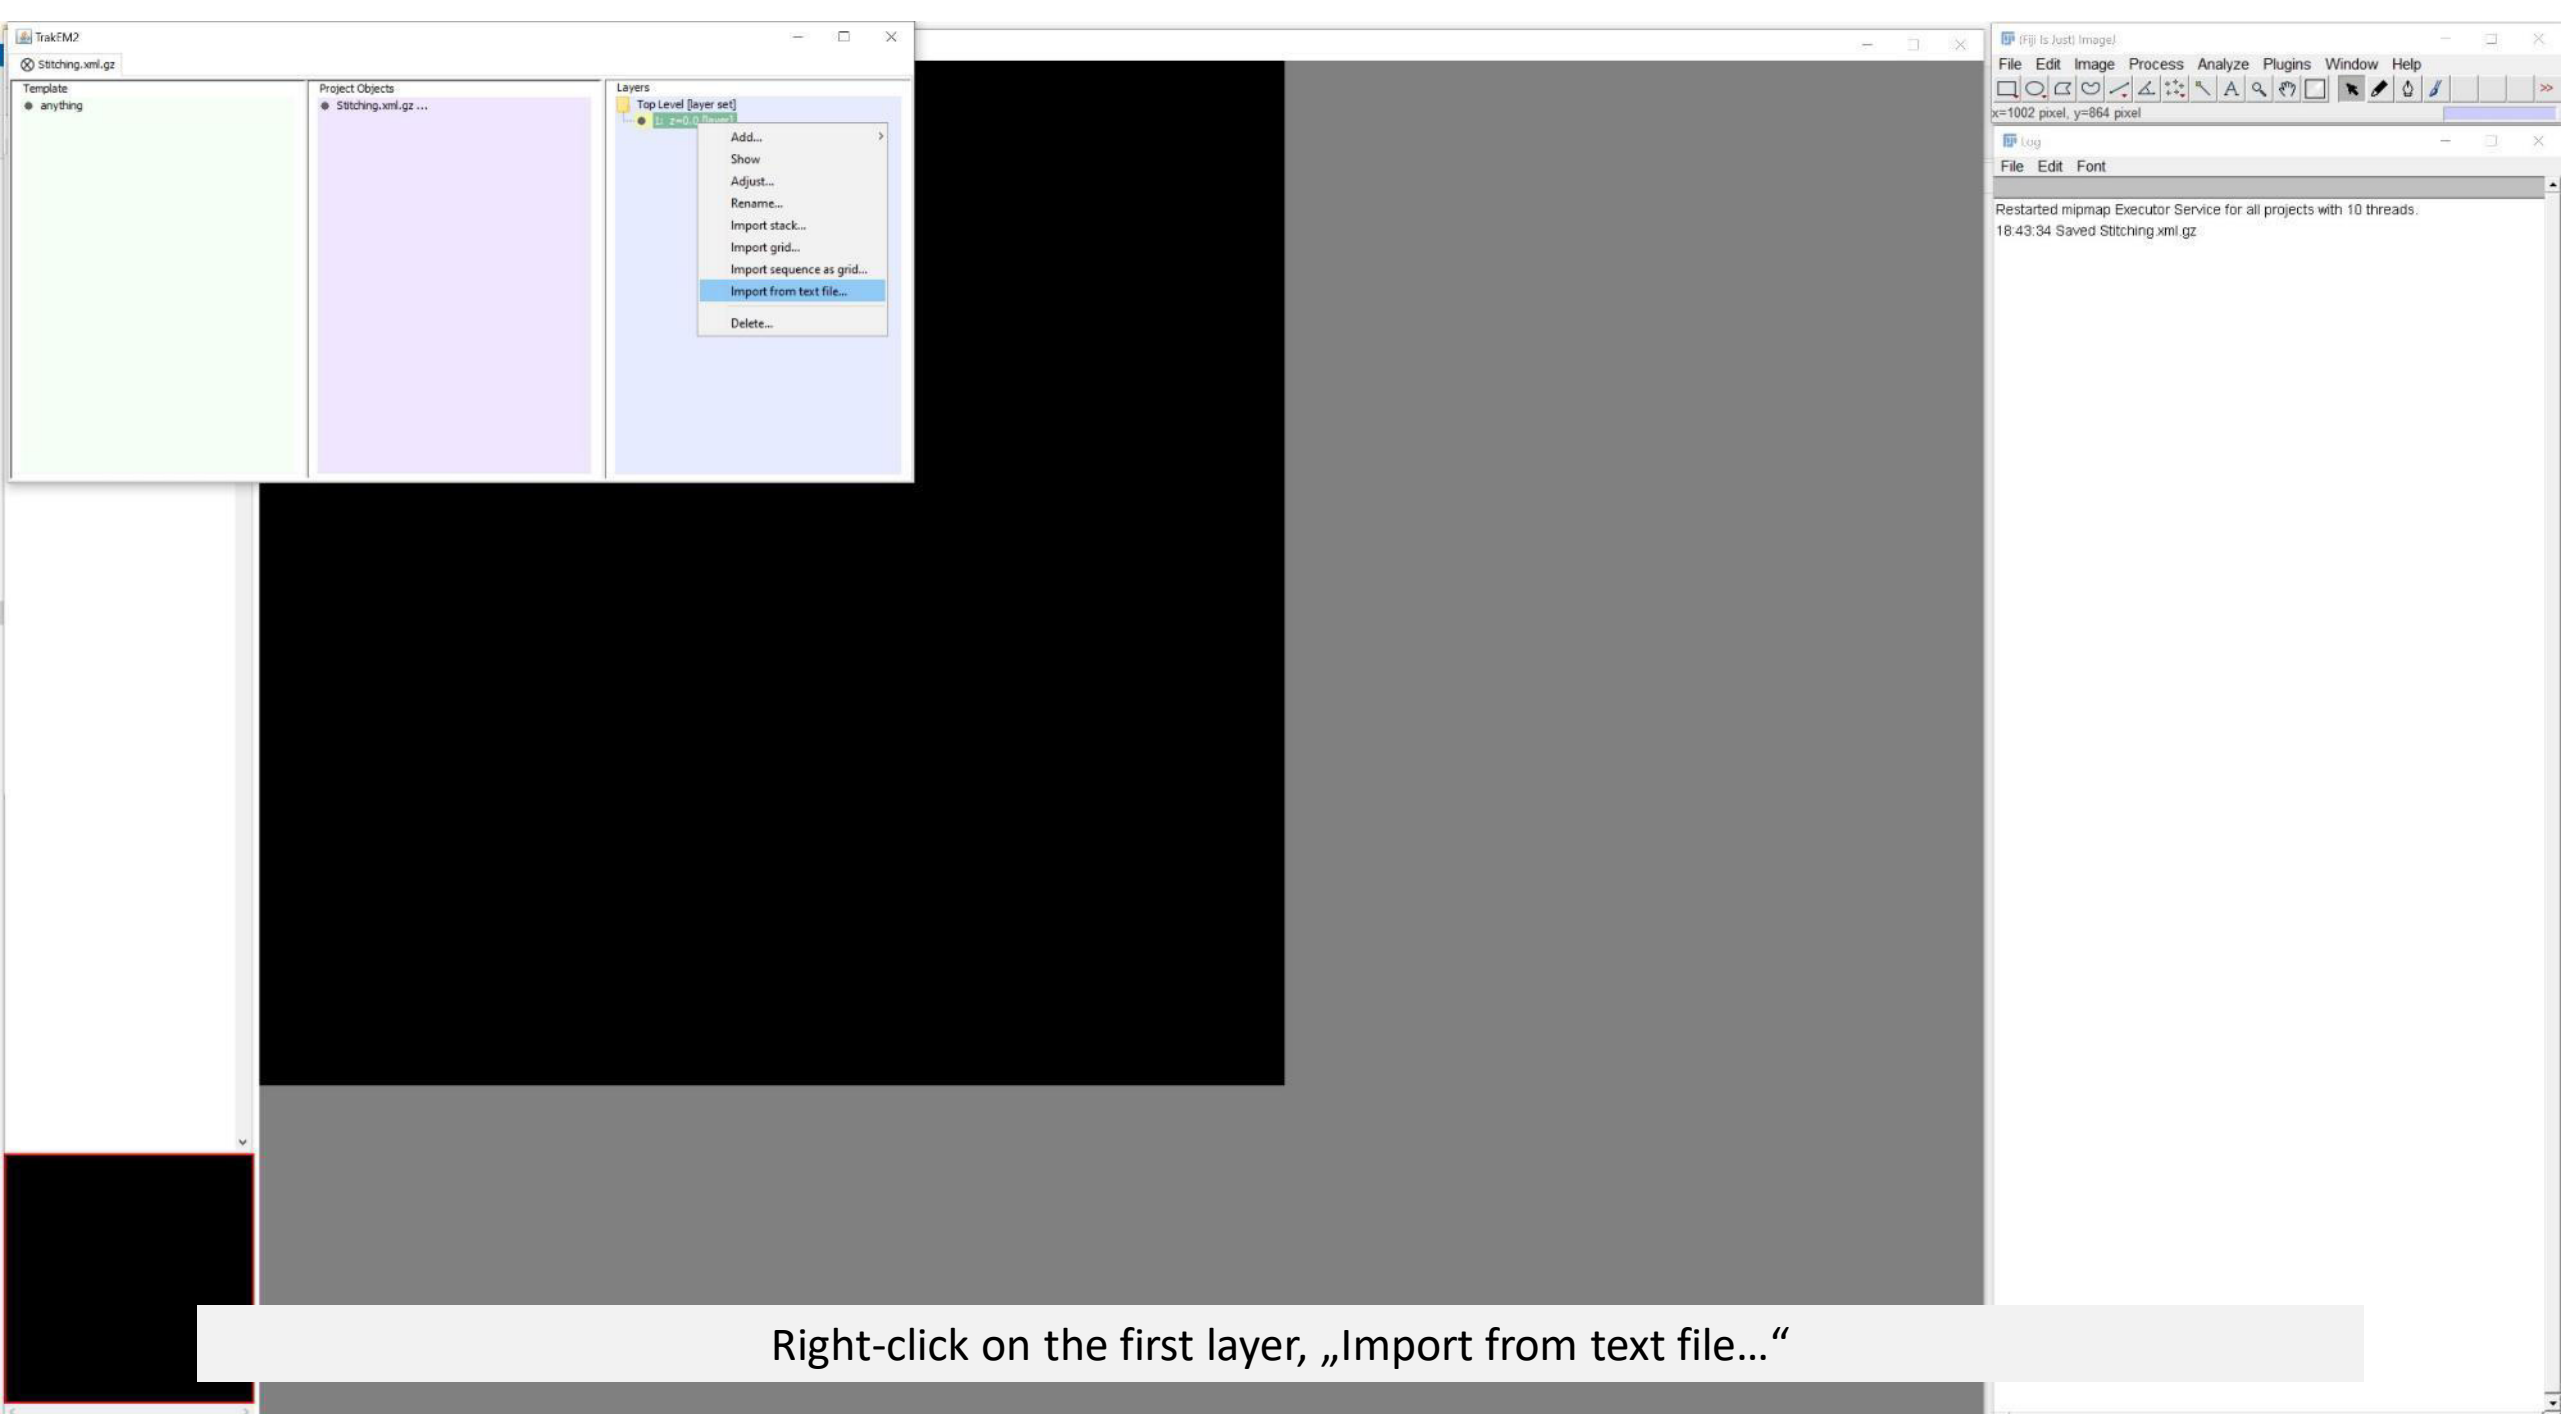 TrakEM2
Stitching.xml.gz
Template
anything
Project Objects
Stitching.xml.gz ...
Layers
Top Level [layer set]
1: z=0.0 [layer]
Add...
Show
Adjust...
Rename...
Import stack...
Import grid...
Import sequence as grid...
Import from text file...
Delete...
(Fiji Is Just) ImageJ
File Edit Image Process Analyze Plugins Window Help
x=1002 pixel, y=864 pixel
Log
File Edit Font
Restarted mipmap Executor Service for all projects with 10 threads.
18:43:34 Saved Stitching.xml.gz
Right-click on the first layer, „Import from text file...“